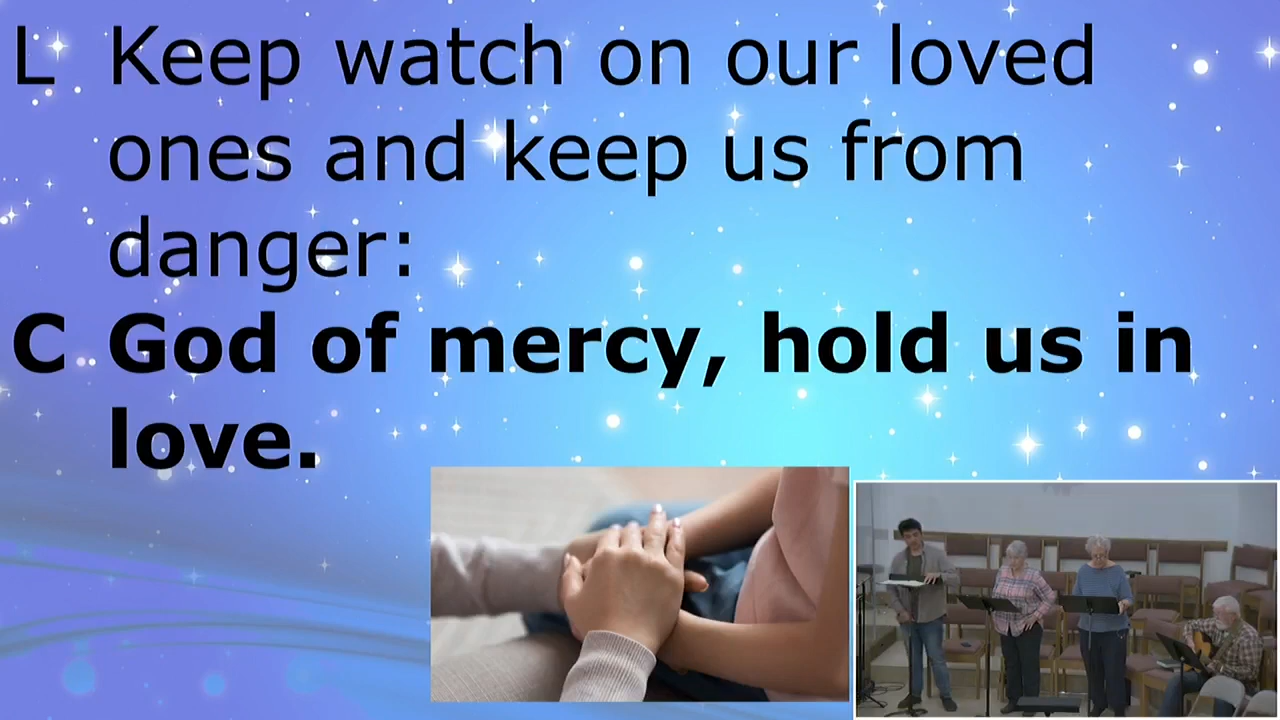 L Keep watch on our loved
ones and keep us from
danger:
C God of mercy, hold us in
love.